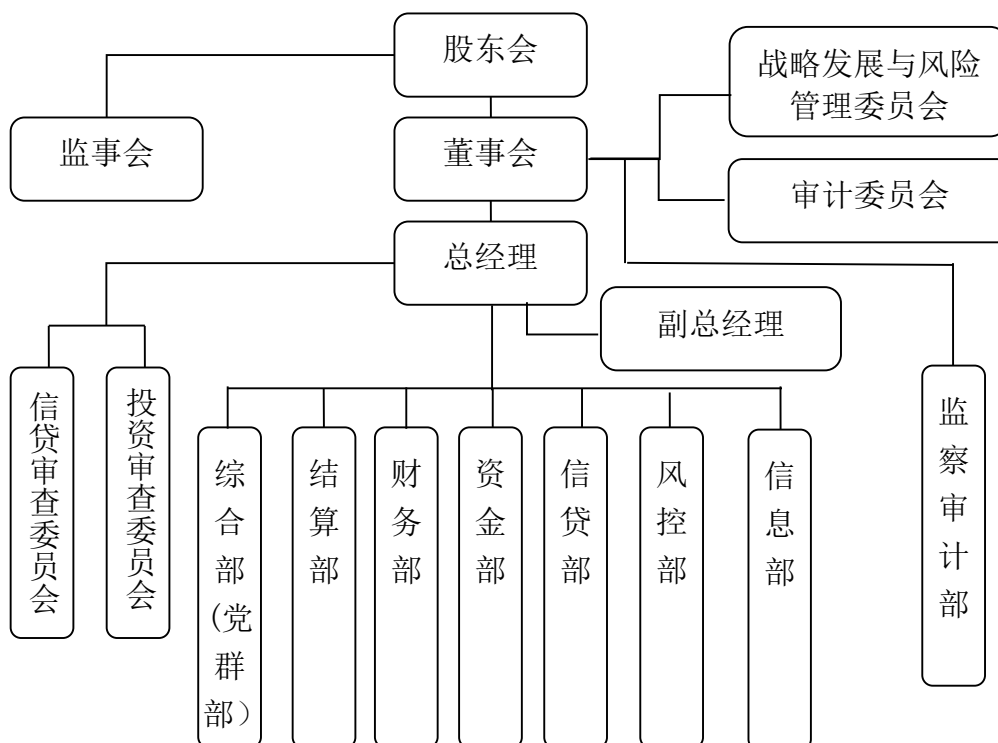 股东会
战略发展与风险
管理委员会
监事会
董事会
审计委员会
总经理
副总经理
信贷审查委员会
投资审查委员会
综合部(党群部）
结算部
财务部
资金部
信贷部
风控部
信息部
监察审计部